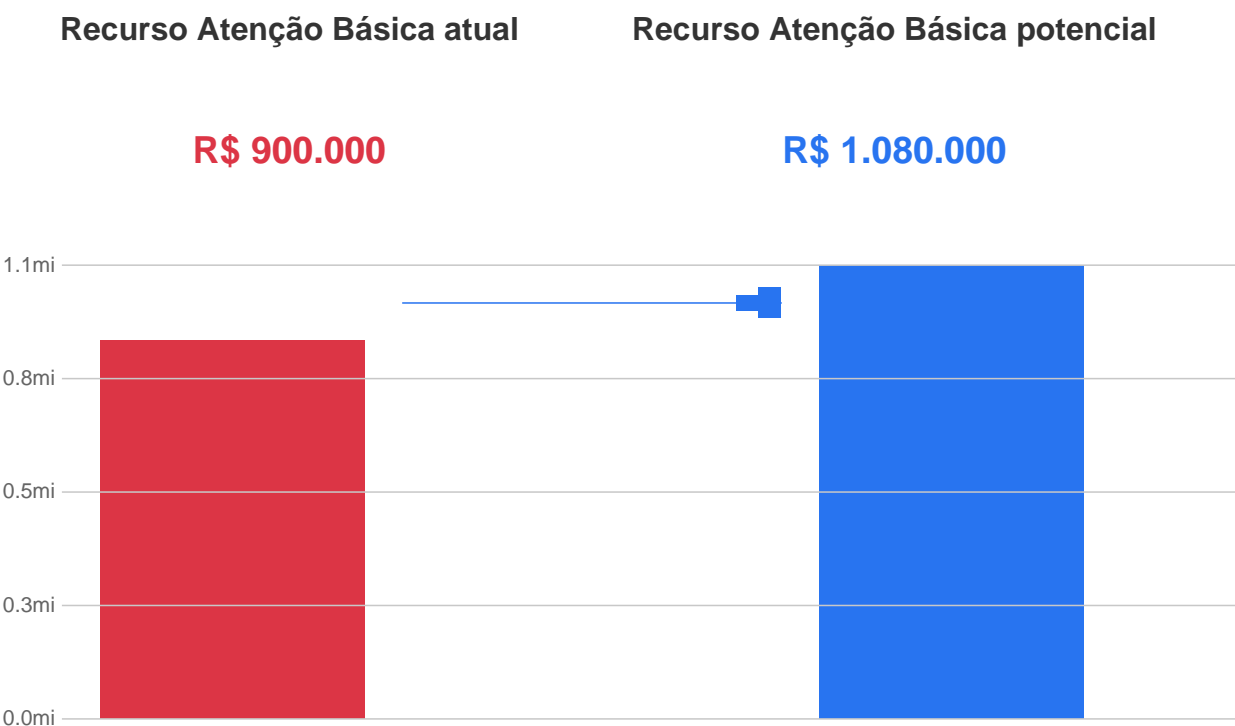 Recurso Atenção Básica atual
Recurso Atenção Básica potencial
R$ 900.000
R$ 1.080.000
1.1mi
0.8mi
0.5mi
0.3mi
0.0mi